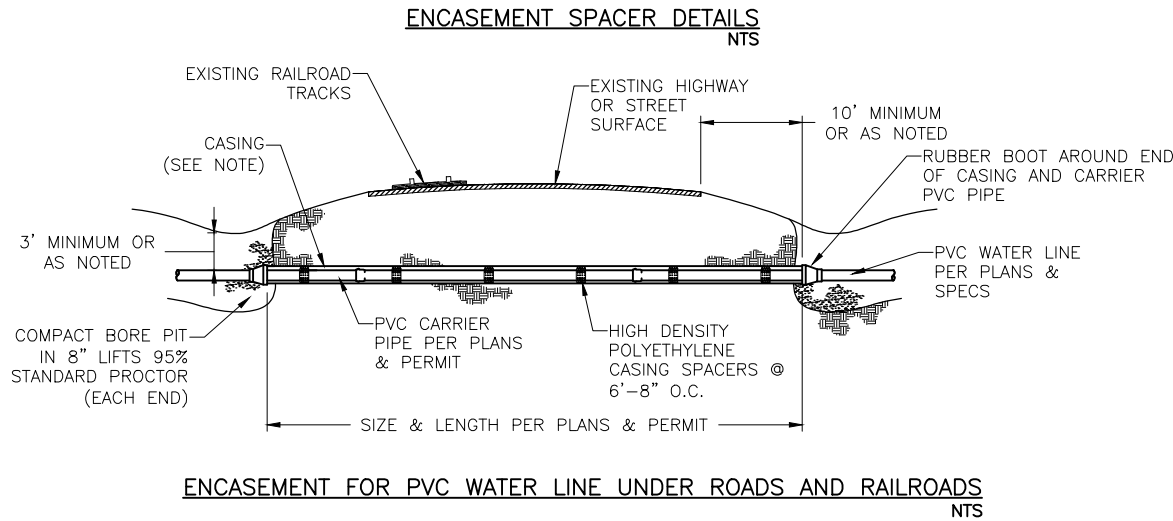 ENCASEMENT SPACER DETAILS
NTS
EXISTING RAILROAD
TRACKS
EXISTING HIGHWAY
OR STREET
SURFACE
10' MINIMUM
OR AS NOTED
CASING
(SEE NOTE)
RUBBER BOOT AROUND END
OF CASING AND CARRIER
PVC PIPE
3' MINIMUM OR
AS NOTED
PVC WATER LINE
PER PLANS &
SPECS
COMPACT BORE PIT
IN 8" LIFTS 95%
STANDARD PROCTOR
(EACH END)
PVC CARRIER
PIPE PER PLANS
& PERMIT
HIGH DENSITY
POLYETHYLENE
CASING SPACERS @
6'-8" O.C.
SIZE & LENGTH PER PLANS & PERMIT
ENCASEMENT FOR PVC WATER LINE UNDER ROADS AND RAILROADS
NTS